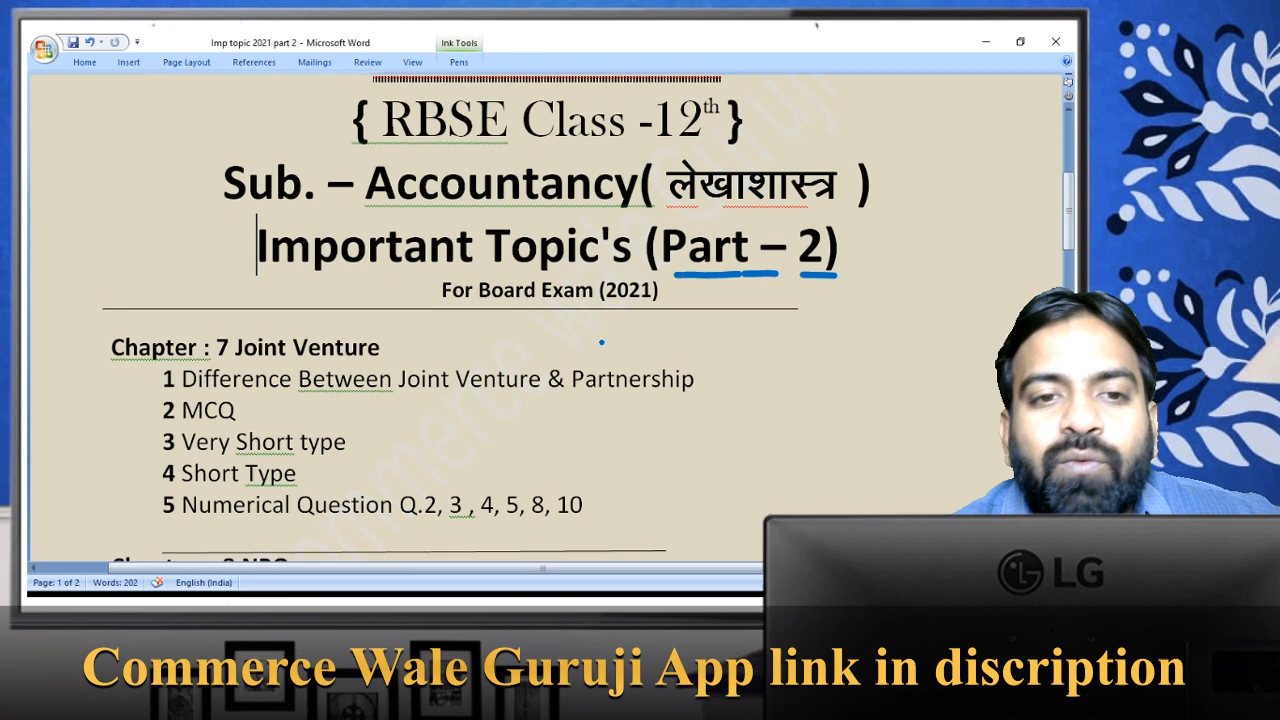 Imp topic 2021 part 2 - Microsoft Word
Ink Tools
Home Insert Page Layout References Mailings Review View Pens
{ RBSE Class -12th }
Sub. – Accountancy( लेखाशास्त्र )
Important Topic's (Part – 2)
For Board Exam (2021)
Chapter : 7 Joint Venture
1 Difference Between Joint Venture & Partnership
2 MCQ
3 Very Short type
4 Short Type
5 Numerical Question Q.2, 3 , 4, 5, 8, 10
Page: 1 of 2 Words: 202 English (India)
LG
Commerce Wale Guruji App link in discription